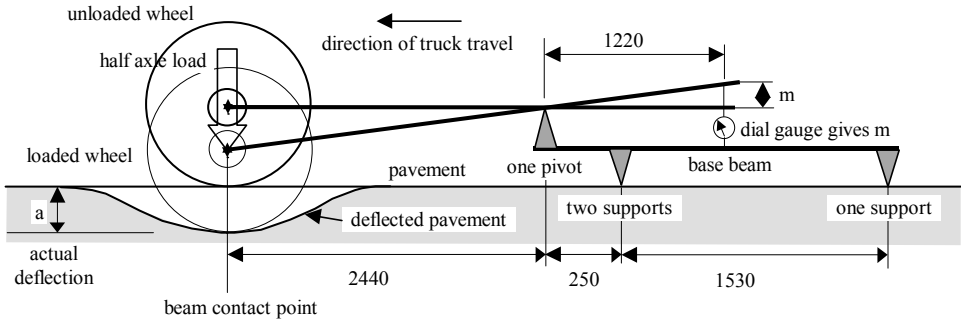 unloaded wheel
direction of truck travel
1220
half axle load
m
dial gauge gives m
loaded wheel
pavement
one pivot
base beam
a
deflected pavement
two supports
one support
actual
deflection
2440
250
1530
beam contact point